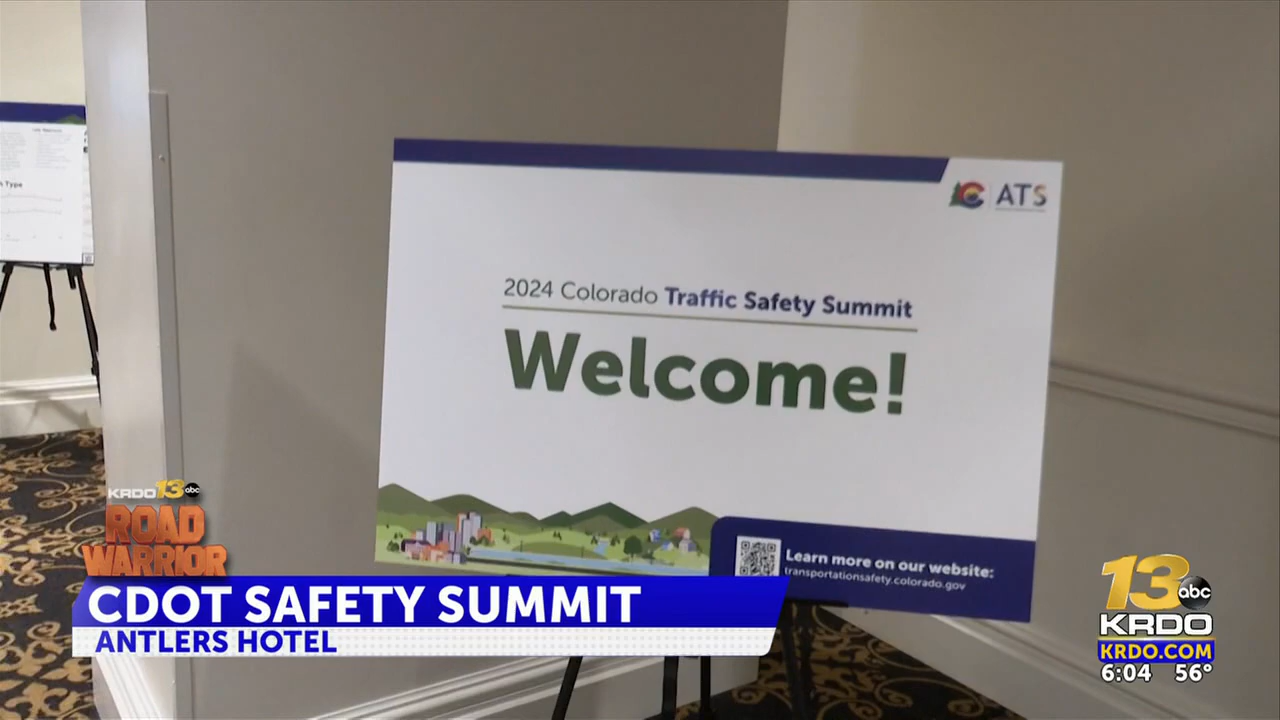 n Type
ATS
2024 Colorado Traffic Safety Summit
Welcome!
Learn more on our website:
transportationsafety.colorado.gov
KRDO 13 abc
ROAD
WARRIOR
CDOT SAFETY SUMMIT
ANTLERS HOTEL
13 abc
KRDO
KRDO.COM
6:04 56°